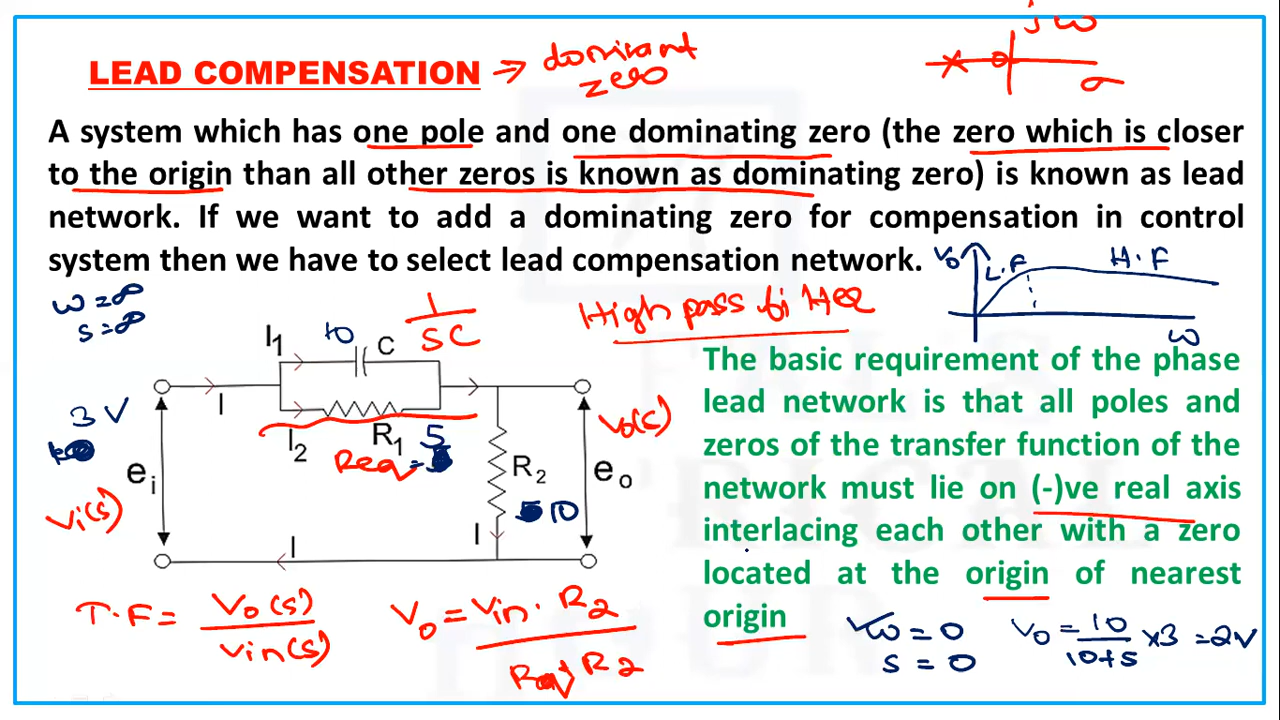 jω
LEAD COMPENSATION → dominant
zero
σ
A system which has one pole and one dominating zero (the zero which is closer
to the origin than all other zeros is known as dominating zero) is known as lead
network. If we want to add a dominating zero for compensation in control
system then we have to select lead compensation network.
V₀ L.F H.F
ω
ω=∞
s=∞
1
SC
High pass filter
I₁ C
I
3 V
I₂ R₁ 5
Req=
eᵢ
Vi(s)
R₂
10
eₒ
V₀(s)
I
I
The basic requirement of the phase
lead network is that all poles and
zeros of the transfer function of the
network must lie on (-)ve real axis
interlacing each other with a zero
located at the origin of nearest
origin
T.F= V₀(s)
Vin(s)
V₀ = Vin. R₂
Req+R2
ω=0
s=0
V₀ = 10 ×3 =2V
10+5